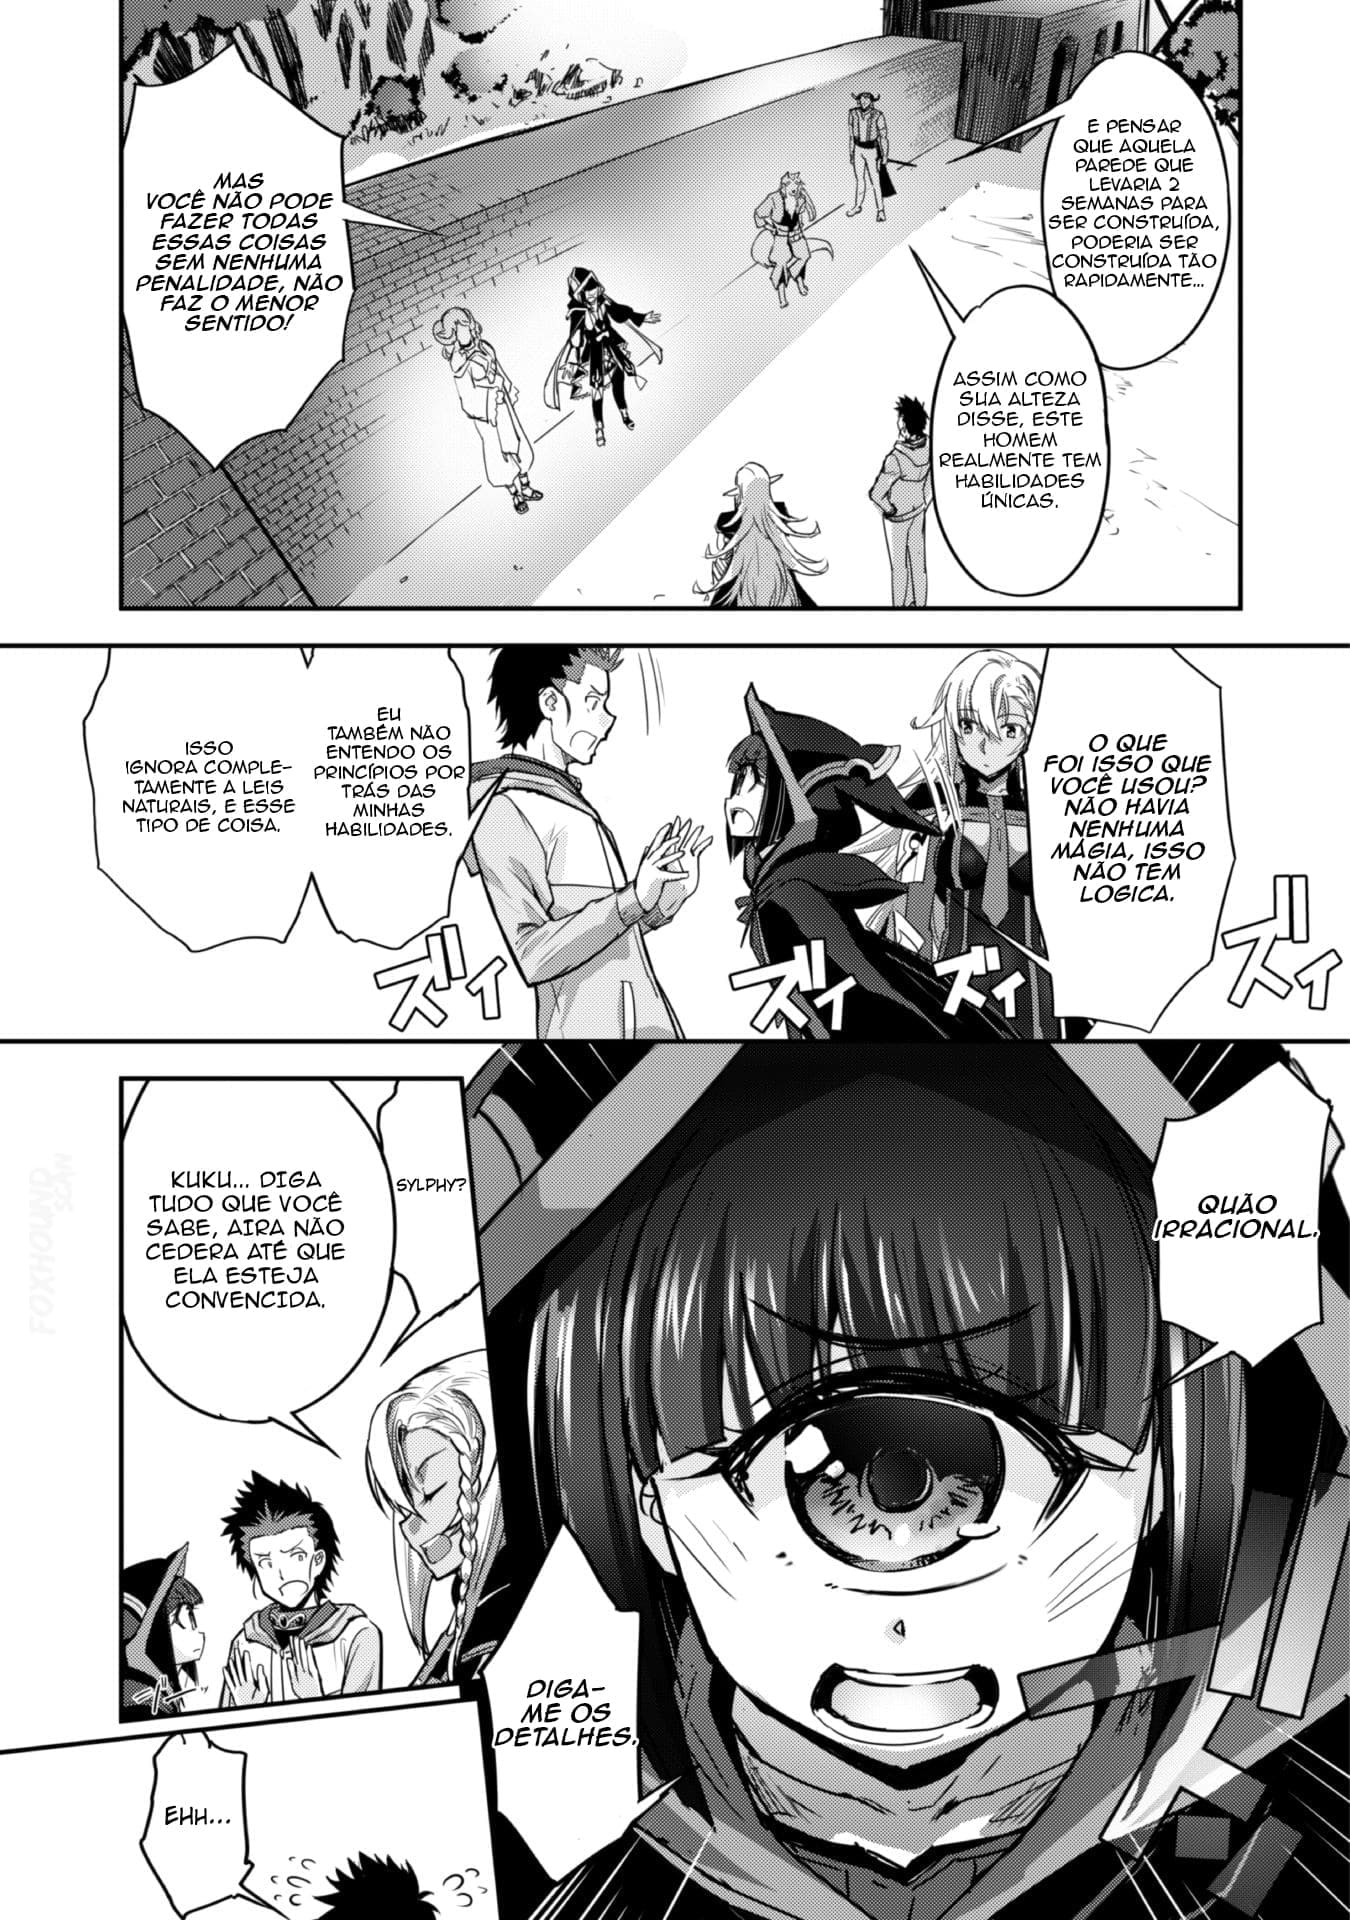 E PENSAR
QUE AQUELA
PAREDE QUE
LEVARIA 2
SEMANAS PARA
SER CONSTRUÍDA,
PODERIA SER
CONSTRUÍDA TÃO
RAPIDAMENTE...
ASSIM COMO
SUA ALTEZA
DISSE, ESTE
HOMEM
REALMENTE TEM
HABILIDADES
ÚNICAS.
MAS
VOCÊ NÃO PODE
FAZER TODAS
ESSAS COISAS
SEM NENHUMA
PENALIDADE, NÃO
FAZ O MENOR
SENTIDO!
O QUE
FOI ISSO QUE
VOCÊ USOU?
NÃO HAVIA
NENHUMA
MÁGIA, ISSO
NÃO TEM
LOGICA.
EU
TAMBÉM NÃO
ENTENDO OS
PRINCÍPIOS POR
TRÁS DAS
MINHAS
HABILIDADES.
ISSO
IGNORA COMPLE-
TAMENTE A LEIS
NATURAIS, E ESSE
TIPO DE COISA.
ズィ
ズィ
ズィ
ズィ
QUÃO
IRRACIONAL.
DIGA-
ME OS
DETALHES.
SYLPHY?
KUKU... DIGA
TUDO QUE VOCÊ
SABE, AIRA NÃO
CEDERA ATÉ QUE
ELA ESTEJA
CONVENCIDA.
ジー
EHH...
FOXHOUND
SCAN